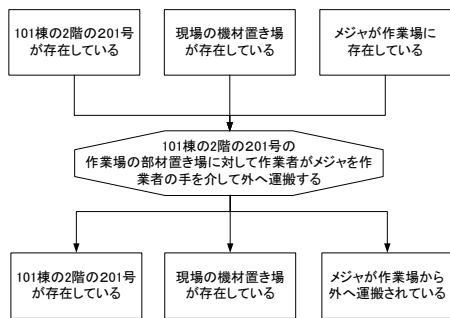 101棟の2階の201号
が存在している
現場の機材置き場
が存在している
メジャが作業場に
存在している
101棟の2階の201号の
作業場の部材置き場に対して作業者がメジャを作
業者の手を介して外へ運搬する
101棟の2階の201号
が存在している
現場の機材置き場
が存在している
メジャが作業場から
外へ運搬されている